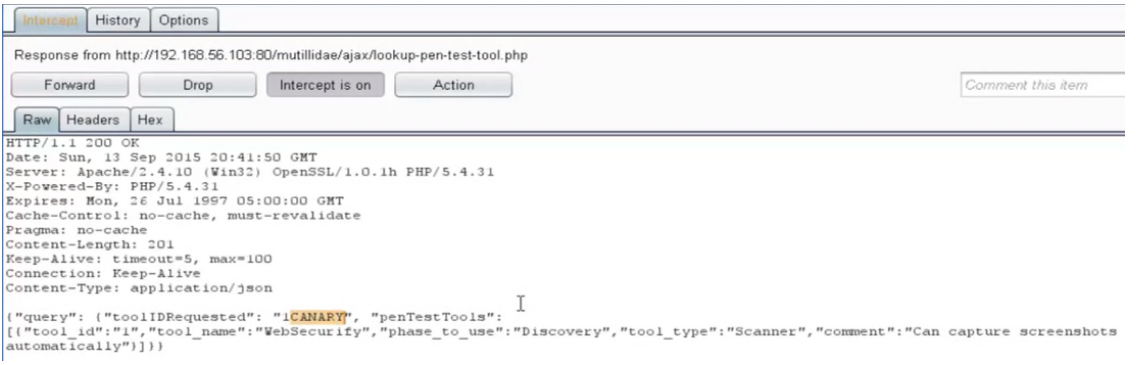 Intercept History Options
Response from http://192.168.56.103:80/mutillidae/ajax/lookup-pen-test-tool.php
Forward Drop Intercept is on Action Comment this item
Raw Headers Hex
HTTP/1.1 200 OK
Date: Sun, 13 Sep 2015 20:41:50 GMT
Server: Apache/2.4.10 (Win32) OpenSSL/1.0.1h PHP/5.4.31
X-Powered-By: PHP/5.4.31
Expires: Mon, 26 Jul 1997 05:00:00 GMT
Cache-Control: no-cache, must-revalidate
Pragma: no-cache
Content-Length: 201
Keep-Alive: timeout=5, max=100
Connection: Keep-Alive
Content-Type: application/json
{"query": {"toolIDRequested": "1CANARY", "penTestTools":
[{"tool_id":"1","tool_name":"WebSecurify","phase_to_use":"Discovery","tool_type":"Scanner","comment":"Can capture screenshots
automatically"}]}}